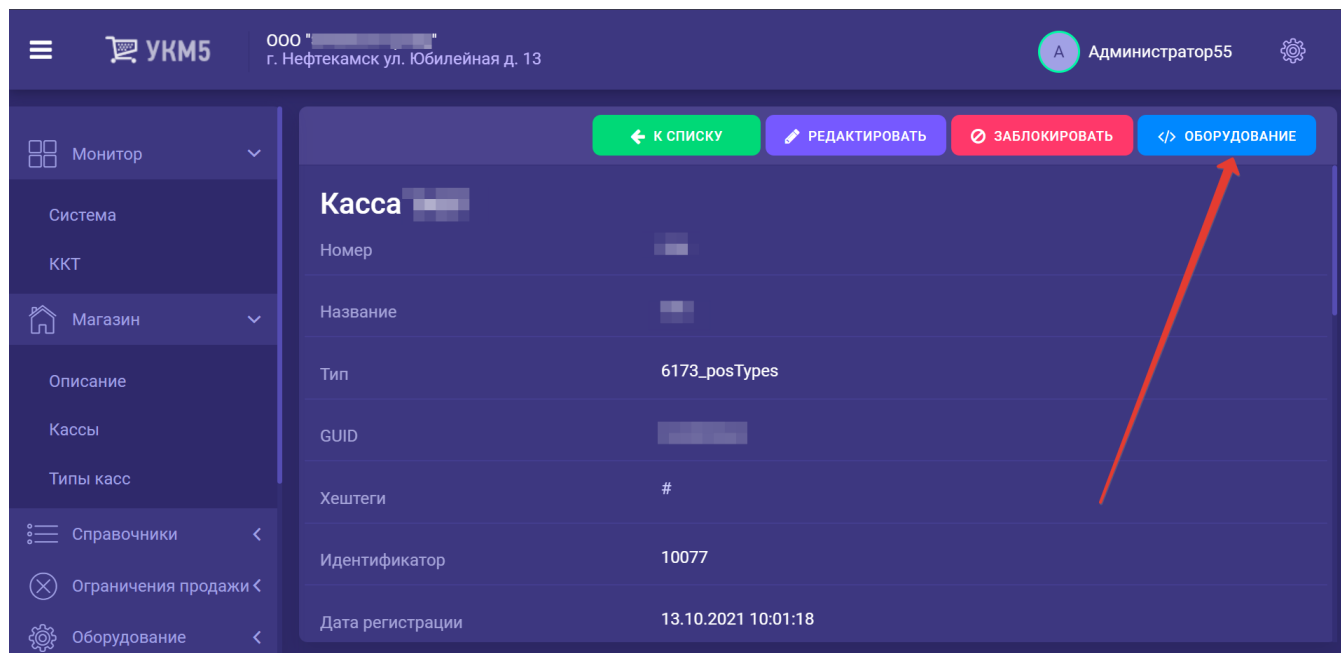 УКМ5
ООО " "
г. Нефтекамск ул. Юбилейная д. 13
А
Администратор55
Монитор
Система
ККТ
Магазин
Описание
Кассы
Типы касс
Справочники
Ограничения продажи
Оборудование
К СПИСКУ
РЕДАКТИРОВАТЬ
ЗАБЛОКИРОВАТЬ
</> ОБОРУДОВАНИЕ
Касса
Номер
Название
Тип 6173_posTypes
GUID
Хештеги #
Идентификатор 10077
Дата регистрации 13.10.2021 10:01:18